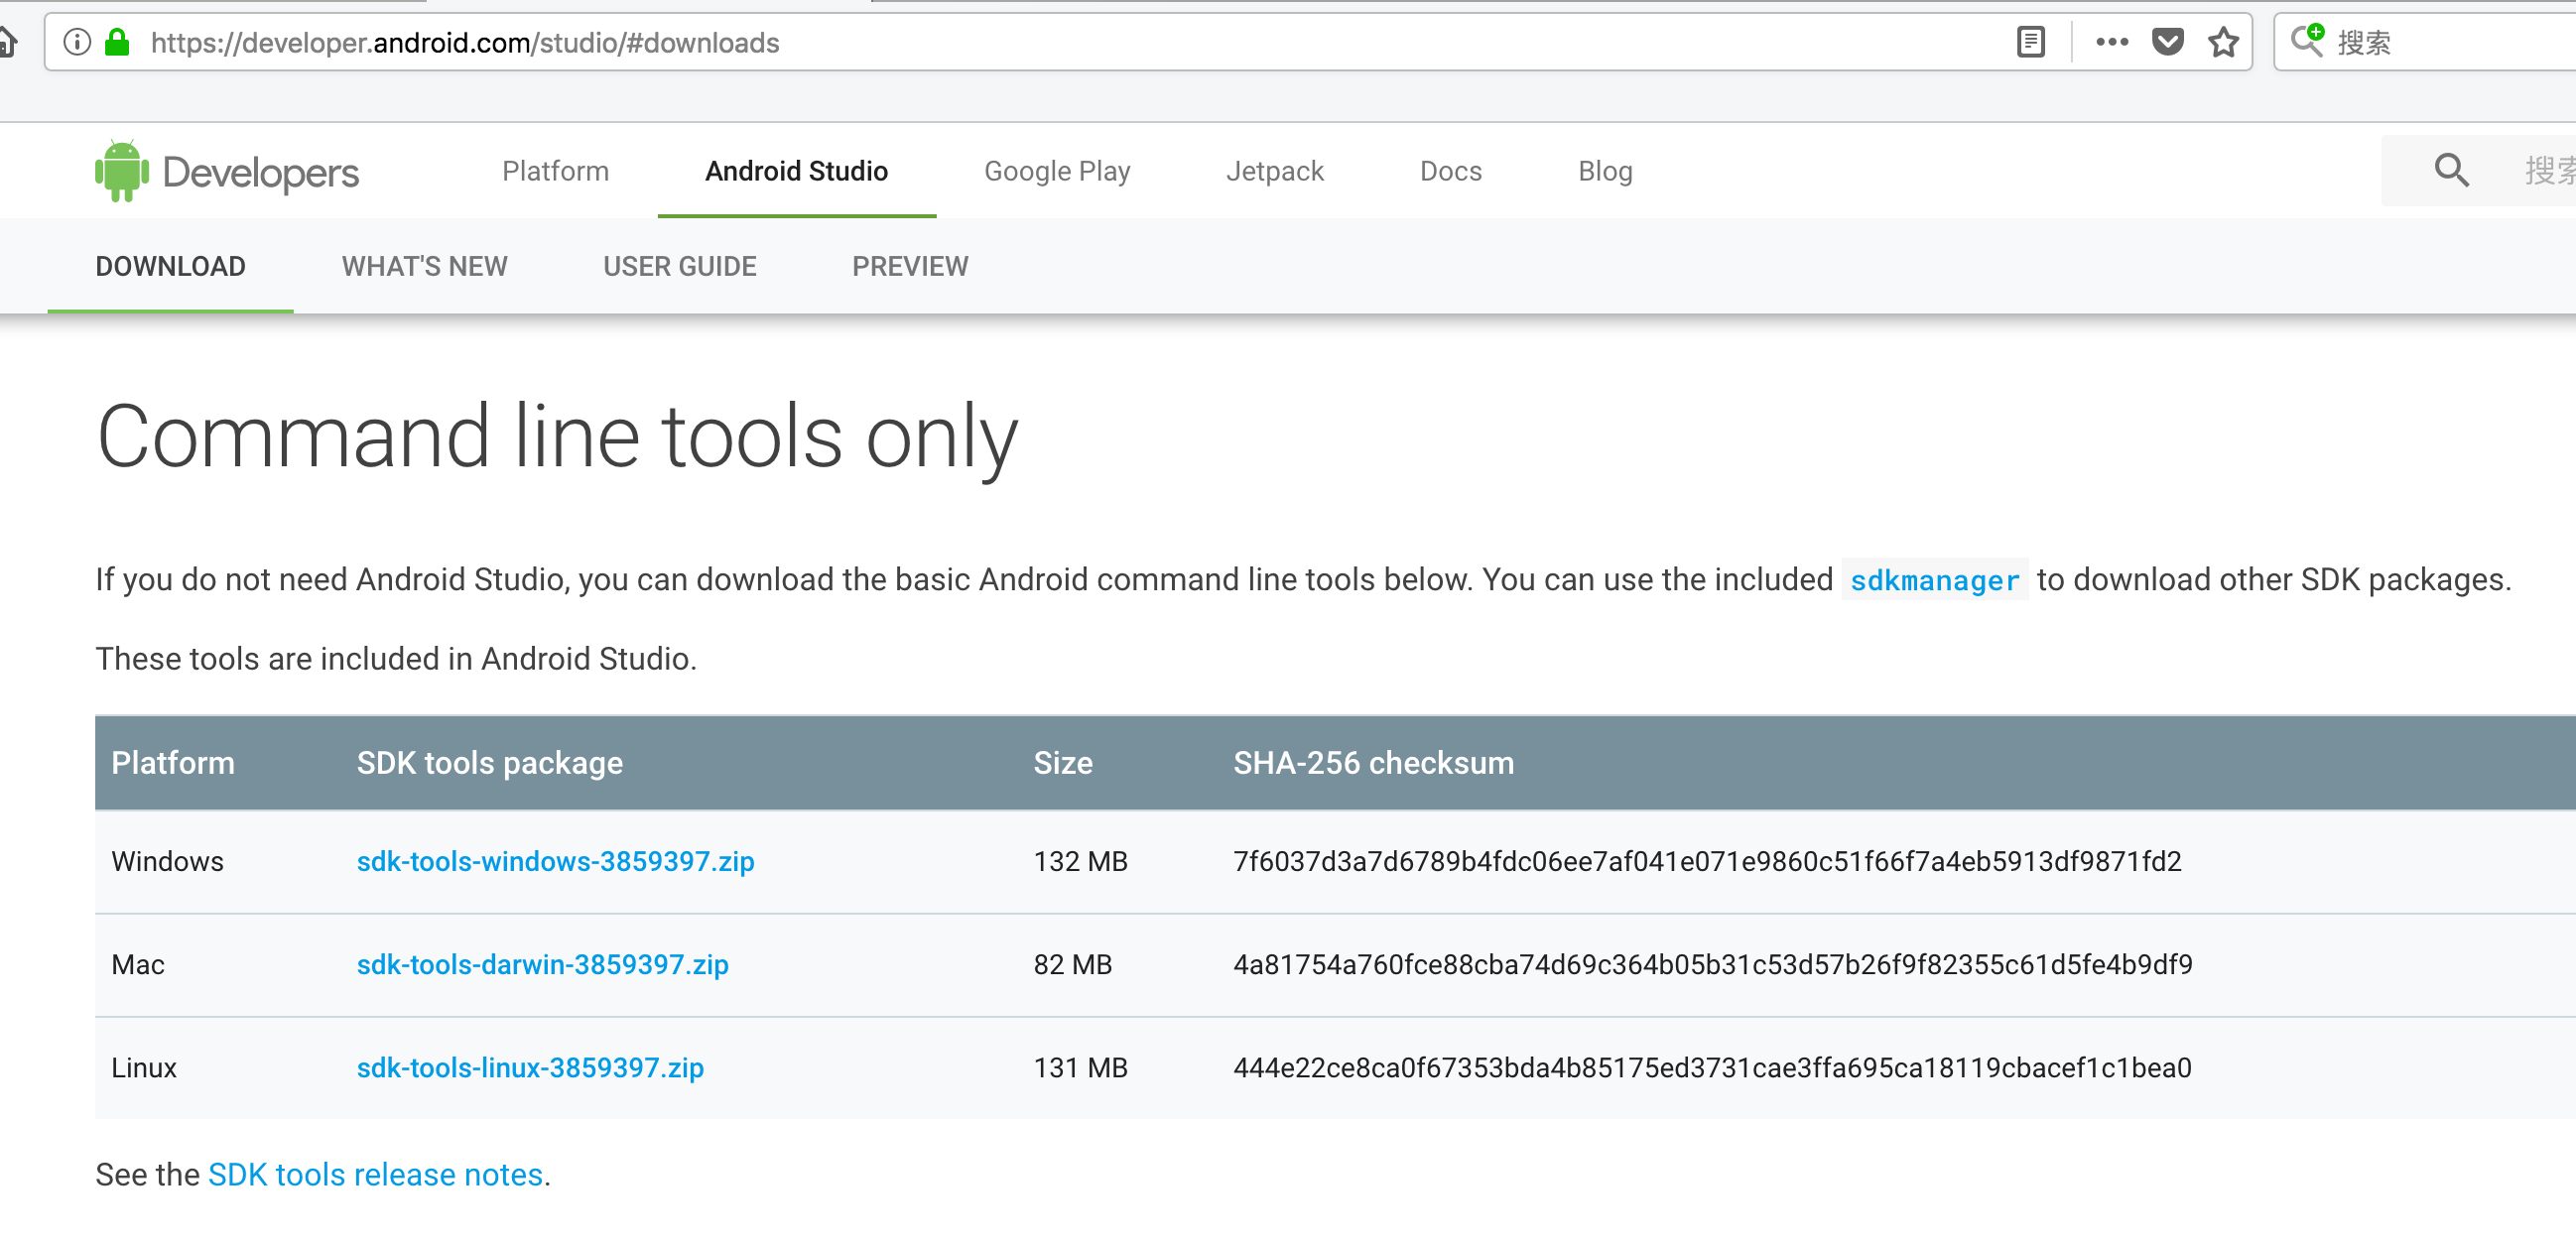 https://developer.android.com/studio/#downloads 搜索
Developers Platform Android Studio Google Play Jetpack Docs Blog
DOWNLOAD WHAT'S NEW USER GUIDE PREVIEW
Command line tools only
If you do not need Android Studio, you can download the basic Android command line tools below. You can use the included sdkmanager to download other SDK packages.
These tools are included in Android Studio.
Platform SDK tools package Size SHA-256 checksum
Windows sdk-tools-windows-3859397.zip 132 MB 7f6037d3a7d6789b4fdc06ee7af041e071e9860c51f66f7a4eb5913df9871fd2
Mac sdk-tools-darwin-3859397.zip 82 MB 4a81754a760fce88cba74d69c364b05b31c53d57b26f9f82355c61d5fe4b9df9
Linux sdk-tools-linux-3859397.zip 131 MB 444e22ce8ca0f67353bda4b85175ed3731cae3ffa695ca18119cbacef1c1bea0
See the SDK tools release notes.